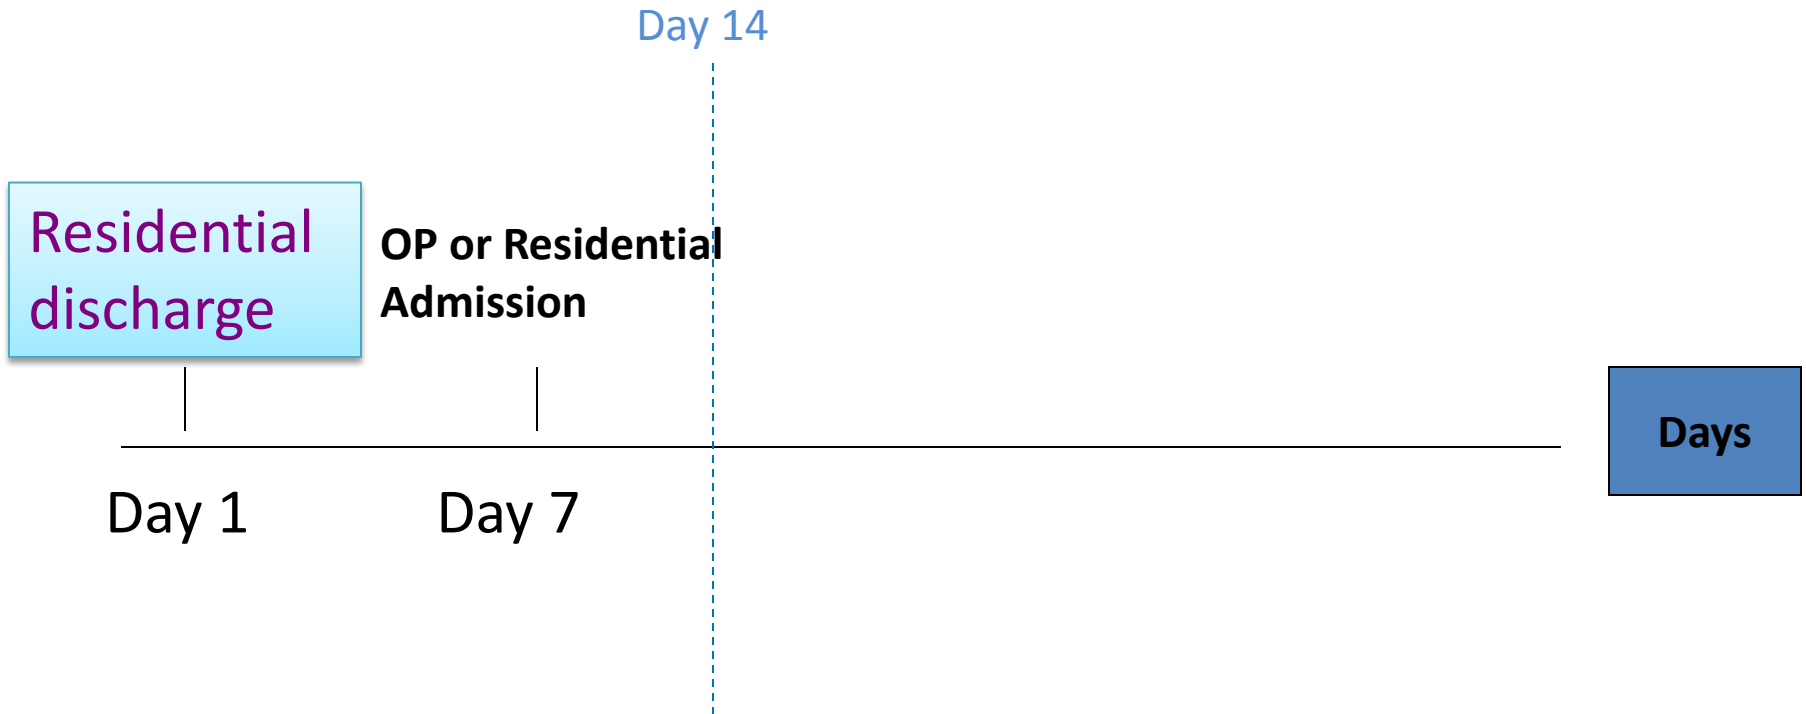 Day 14
Residential
discharge
OP or Residential
Admission
Days
Day 1
Day 7